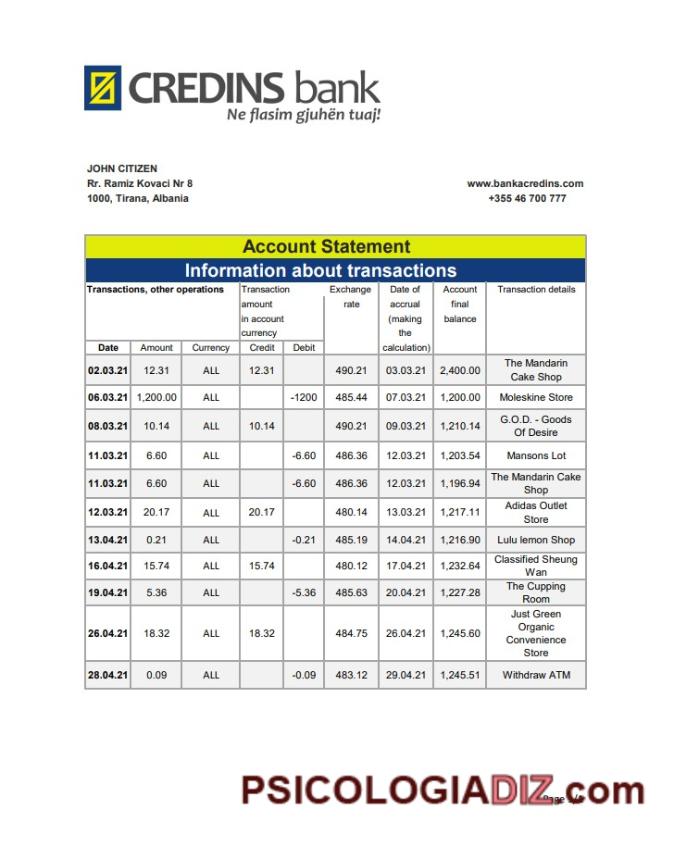 CREDINS bank
Ne flasim gjuhën tuaj!
JOHN CITIZEN
Rr. Ramiz Kovaci Nr 8
1000, Tirana, Albania
www.bankacredins.com
+355 46 700 777
Account Statement
Information about transactions
Transactions, other operations
Transaction
amount
in account
currency
Exchange
rate
Date of
accrual
(making
the
calculation)
Account
final
balance
Transaction details
Date Amount Currency Credit Debit
02.03.21 12.31 ALL 12.31 490.21 03.03.21 2,400.00 The Mandarin
Cake Shop
06.03.21 1,200.00 ALL -1200 485.44 07.03.21 1,200.00 Moleskine Store
08.03.21 10.14 ALL 10.14 490.21 09.03.21 1,210.14 G.O.D. - Goods
Of Desire
11.03.21 6.60 ALL -6.60 486.36 12.03.21 1,203.54 Mansons Lot
11.03.21 6.60 ALL -6.60 486.36 12.03.21 1,196.94 The Mandarin Cake
Shop
12.03.21 20.17 ALL 20.17 480.14 13.03.21 1,217.11 Adidas Outlet
Store
13.04.21 0.21 ALL -0.21 485.19 14.04.21 1,216.90 Lulu lemon Shop
16.04.21 15.74 ALL 15.74 480.12 17.04.21 1,232.64 Classified Sheung
Wan
19.04.21 5.36 ALL -5.36 485.63 20.04.21 1,227.28 The Cupping
Room
26.04.21 18.32 ALL 18.32 484.75 26.04.21 1,245.60 Just Green
Organic
Convenience
Store
28.04.21 0.09 ALL -0.09 483.12 29.04.21 1,245.51 Withdraw ATM
PSICOLOGIADIZ.com
Page